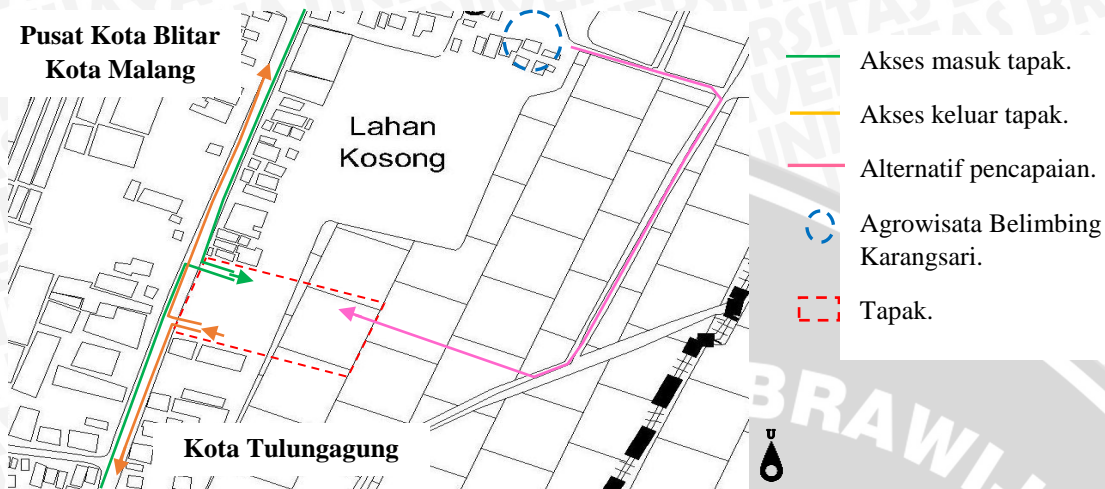 Pusat Kota Blitar
Kota Malang
Lahan
Kosong
Kota Tulungagung
Akses masuk tapak.
Akses keluar tapak.
Alternatif pencapaian.
Agrowisata Belimbing
Karangsari.
Tapak.
U